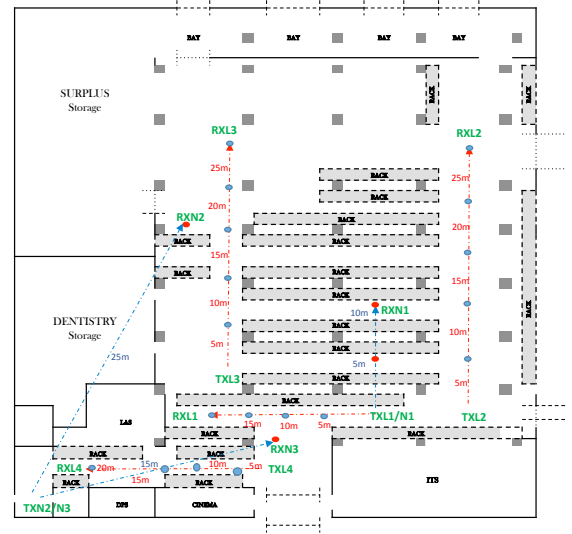 BAY BAY BAY BAY
SURPLUS
Storage
RACK RACK
RXL3 RXL2
25m 25m
RACK
20m RACK
RXN2 RACK 20m
RACK RACK RACK
15m 15m
RACK RACK
10m RACK 10m RXN1 10m
DENTISTRY
Storage
RACK
25m 5m RACK 5m
TXL3 RACK 5m
RACK
RXL1 15m 10m 5m TXL1/N1 TXL2
LAS RACK RACK
RXN3
RACK RACK
RXL4 20m 15m 10m 5m TXL4
15m RACK RACK
TXN2/N3 DPS CINEMA ITS